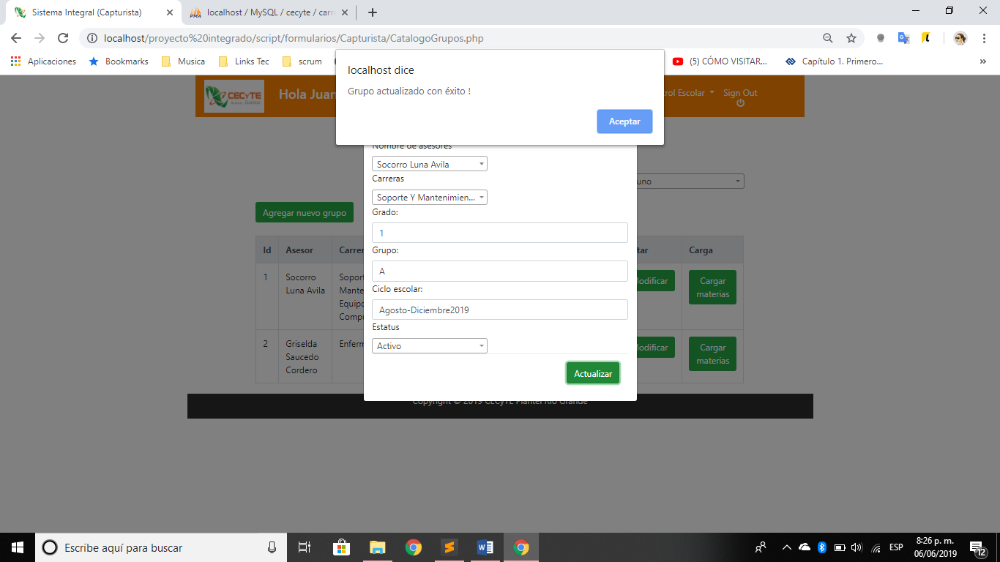 Sistema Integral (Capturista)
localhost / MySQL / cecyte / carr
localhost/proyecto%20integrado/script/formularios/Capturista/CatalogoGrupos.php
Aplicaciones
Bookmarks
Musica
Links Tec
scrum
(5) CÓMO VISITAR...
Capítulo 1. Primero...
localhost dice
Grupo actualizado con éxito !
Aceptar
CECyTE
Hola Juan
rol Escolar
Sign Out
Nombre de asesores
Socorro Luna Avila
Carreras
Soporte Y Mantenimien...
Grado:
1
Grupo:
A
Ciclo escolar:
Agosto-Diciembre2019
Estatus
Activo
Actualizar
uno
Agregar nuevo grupo
Id Asesor Carrer tar Carga
1 Socorro Luna Avila Soport Mante Equipo Compu Modificar Cargar materias
2 Griselda Saucedo Cordero Enferm Modificar Cargar materias
Copyright © 2019 CECyTE Plantel Rio Grande
Escribe aquí para buscar
ESP
8:26 p. m.
06/06/2019
12